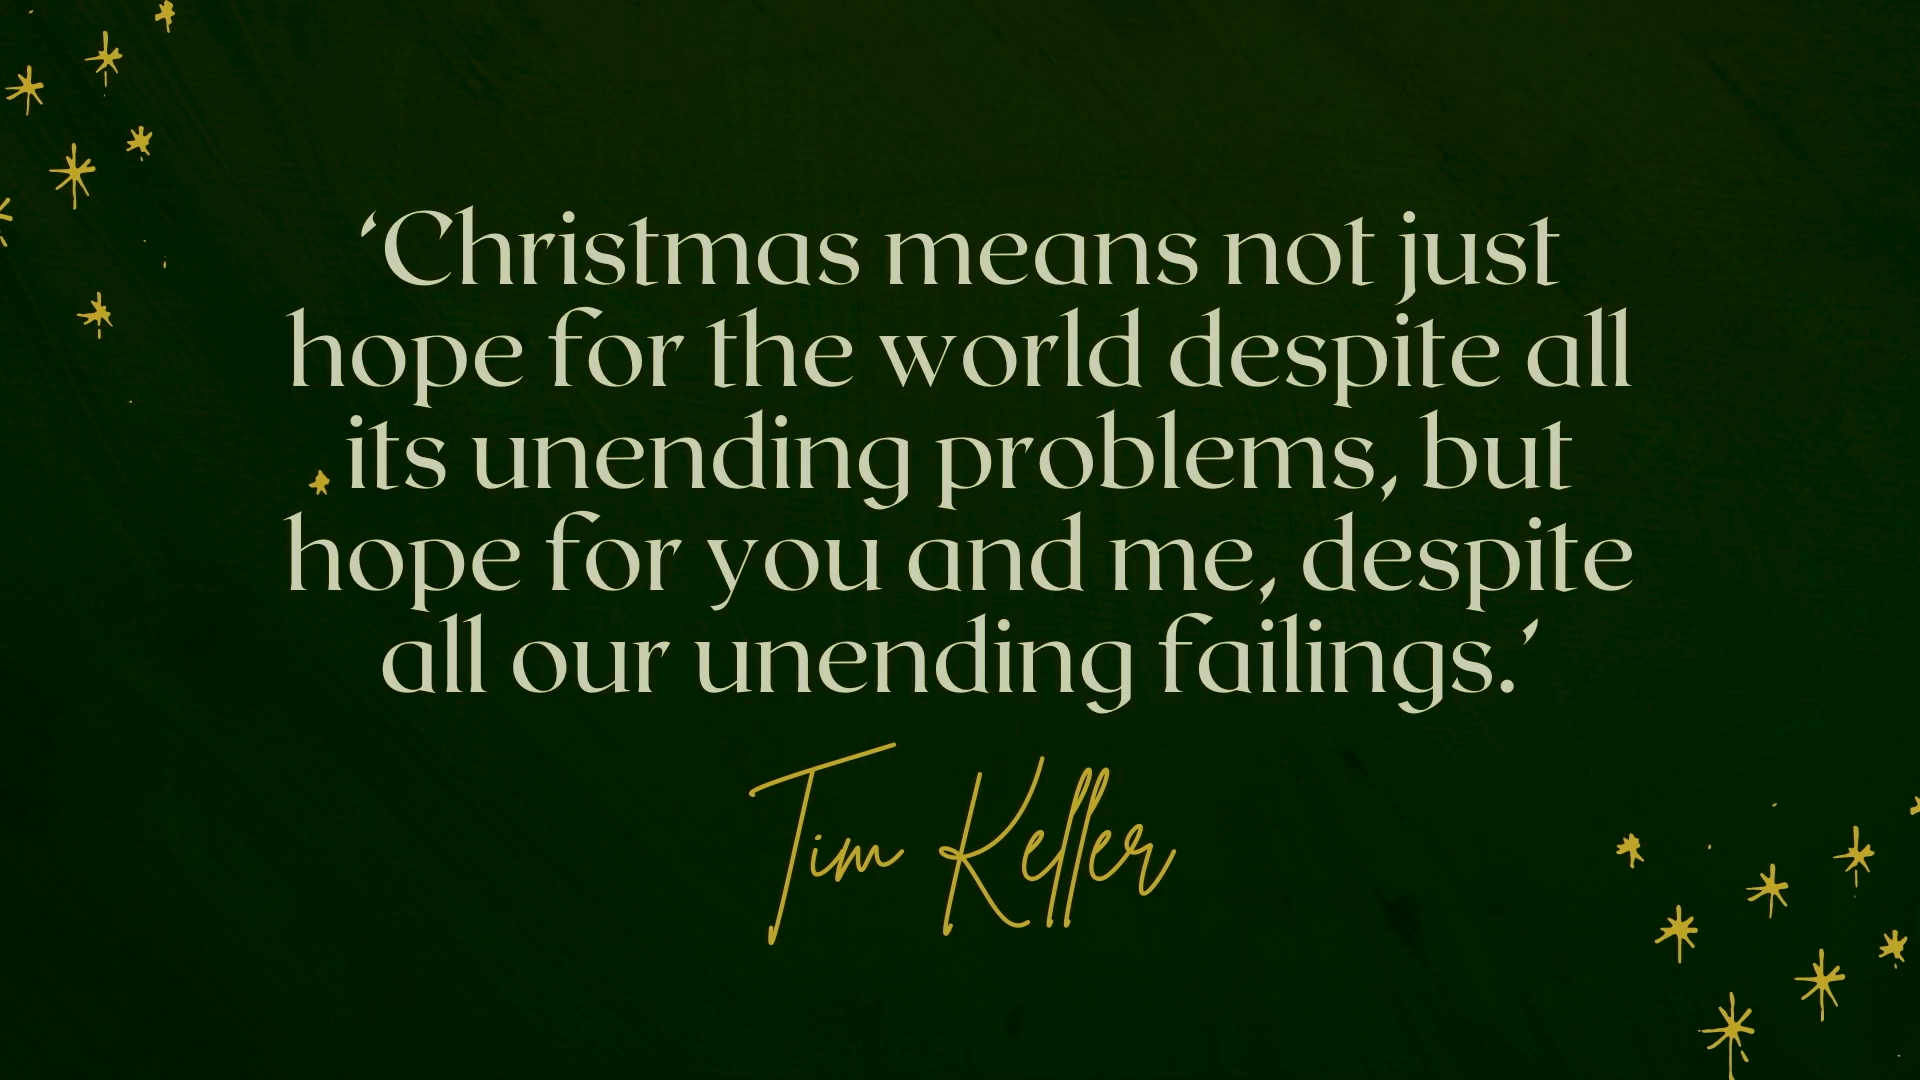 ‘Christmas means not just
hope for the world despite all
its unending problems, but
hope for you and me, despite
all our unending failings.’
Tim Keller